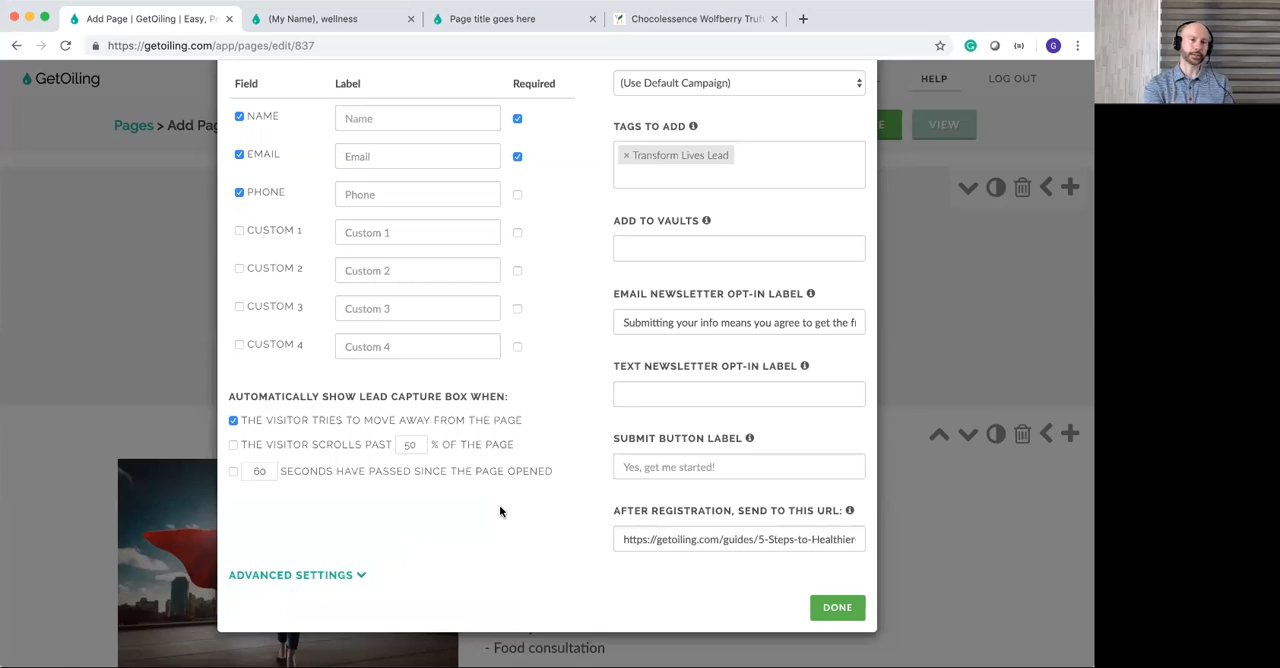 Add Page | GetOiling | Easy, P
(My Name), wellness
Page title goes here
Chocolessence Wolfberry Truf
https://getoiling.com/app/pages/edit/837
G
GetOiling
HELP
LOG OUT
Pages > Add Pag
E
VIEW
Field
Label
Required
NAME
Name
EMAIL
Email
PHONE
Phone
CUSTOM 1
Custom 1
CUSTOM 2
Custom 2
CUSTOM 3
Custom 3
CUSTOM 4
Custom 4
AUTOMATICALLY SHOW LEAD CAPTURE BOX WHEN:
THE VISITOR TRIES TO MOVE AWAY FROM THE PAGE
THE VISITOR SCROLLS PAST 50 % OF THE PAGE
60 SECONDS HAVE PASSED SINCE THE PAGE OPENED
ADVANCED SETTINGS
(Use Default Campaign)
TAGS TO ADD
× Transform Lives Lead
ADD TO VAULTS
EMAIL NEWSLETTER OPT-IN LABEL
Submitting your info means you agree to get the fr
TEXT NEWSLETTER OPT-IN LABEL
SUBMIT BUTTON LABEL
Yes, get me started!
AFTER REGISTRATION, SEND TO THIS URL:
https://getoiling.com/guides/5-Steps-to-Healthier-
DONE
- Food consultation